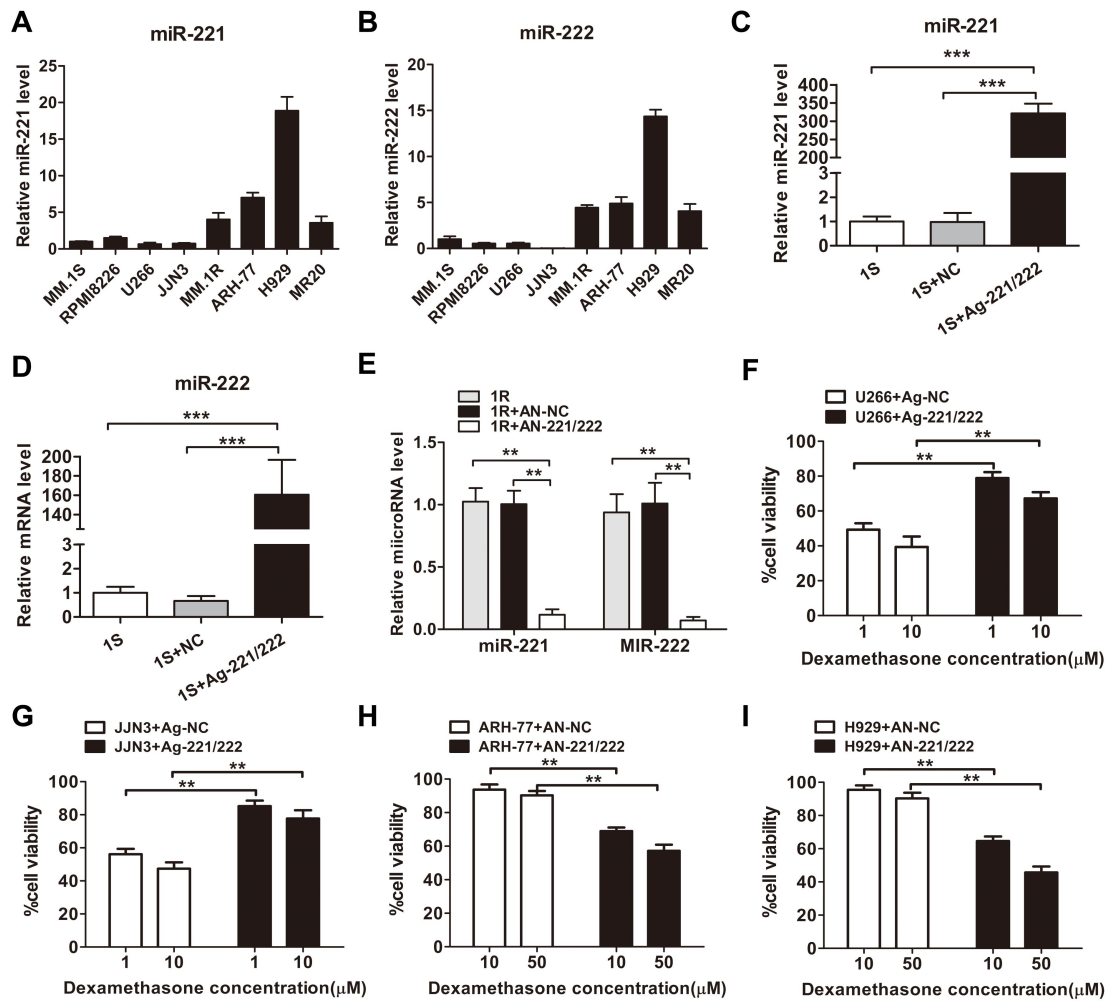 A
miR-221
Relative miR-221 level
25
20
15
10
5
0
MM.1S
RPMI8226
U266
JJN3
MM.1R
ARH-77
H929
MR20
B
miR-222
Relative miR-222 level
20
15
10
5
0
MM.1S
RPMI8226
U266
JJN3
MM.1R
ARH-77
H929
MR20
C
miR-221
***
***
Relative miR-221 level
400
350
300
250
200
3
2
1
0
1S
1S+NC
1S+Ag-221/222
D
miR-222
***
***
Relative mRNA level
200
180
160
140
3
2
1
0
1S
1S+NC
1S+Ag-221/222
E
1R
1R+AN-NC
1R+AN-221/222
Relative miicroRNA level
1.5
1.0
0.5
0.0
**
**
**
**
miR-221
MIR-222
F
U266+Ag-NC
U266+Ag-221/222
%cell viability
100
80
60
40
20
0
**
**
1 10 1 10
Dexamethasone concentration(μM)
G
JJN3+Ag-NC
JJN3+Ag-221/222
%cell viability
100
80
60
40
20
0
**
**
1 10 1 10
Dexamethasone concentration(μM)
H
ARH-77+AN-NC
ARH-77+AN-221/222
%cell viability
100
80
60
40
20
0
**
**
10 50 10 50
Dexamethasone concentration(μM)
I
H929+AN-NC
H929+AN-221/222
%cell viability
100
80
60
40
20
0
**
**
10 50 10 50
Dexamethasone concentration(μM)